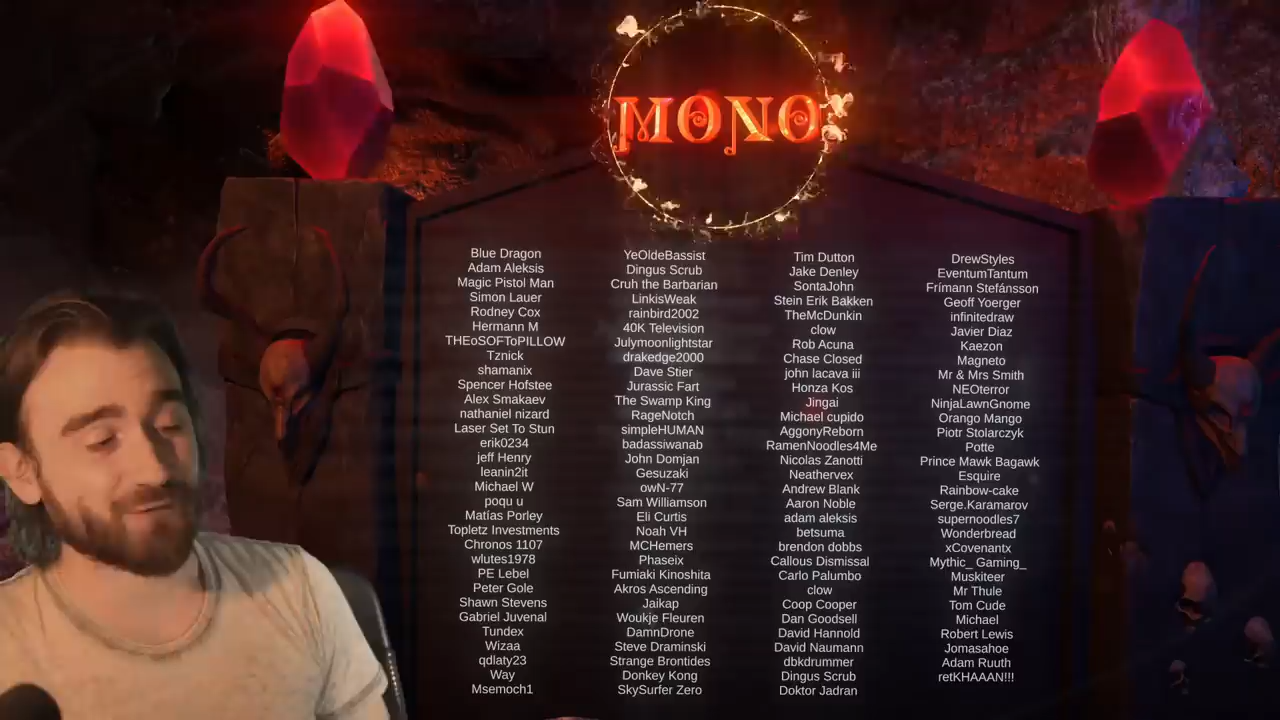 MONO
Blue Dragon
Adam Aleksis
Magic Pistol Man
Simon Lauer
Rodney Cox
Hermann M
THEoSOFToPILLOW
Tznick
shamanix
Spencer Hofstee
Alex Smakaev
nathaniel nizard
Laser Set To Stun
erik0234
jeff Henry
leanin2it
Michael W
poqu u
Matías Porley
Topletz Investments
Chronos 1107
wlutes1978
PE Lebel
Peter Gole
Shawn Stevens
Gabriel Juvenal
Tundex
Wizaa
qdlaty23
Way
Msemoch1
YeOldeBassist
Dingus Scrub
Cruh the Barbarian
LinkisWeak
rainbird2002
40K Television
Julymoonlightstar
drakedge2000
Dave Stier
Jurassic Fart
The Swamp King
RageNotch
simpleHUMAN
badassiwanab
John Domjan
Gesuzaki
owN-77
Sam Williamson
Eli Curtis
Noah VH
MCHemers
Phaseix
Fumiaki Kinoshita
Akros Ascending
Jaikap
Woukje Fleuren
DamnDrone
Steve Draminski
Strange Brontides
Donkey Kong
SkySurfer Zero
Tim Dutton
Jake Denley
SontaJohn
Stein Erik Bakken
TheMcDunkin
clow
Rob Acuna
Chase Closed
john lacava iii
Honza Kos
Jingai
Michael cupido
AggonyReborn
RamenNoodles4Me
Nicolas Zanotti
Neathervex
Andrew Blank
Aaron Noble
adam aleksis
betsuma
brendon dobbs
Callous Dismissal
Carlo Palumbo
clow
Coop Cooper
Dan Goodsell
David Hannold
David Naumann
dbkdrummer
Dingus Scrub
Doktor Jadran
DrewStyles
EventumTantum
Frímann Stefánsson
Geoff Yoerger
infinitedraw
Javier Diaz
Kaezon
Magneto
Mr & Mrs Smith
NEOterror
NinjaLawnGnome
Orango Mango
Piotr Stolarczyk
Potte
Prince Mawk Bagawk
Esquire
Rainbow-cake
Serge.Karamarov
supernoodles7
Wonderbread
xCovenantx
Mythic_ Gaming_
Muskiteer
Mr Thule
Tom Cude
Michael
Robert Lewis
Jomasahoe
Adam Ruuth
retKHAAAN!!!